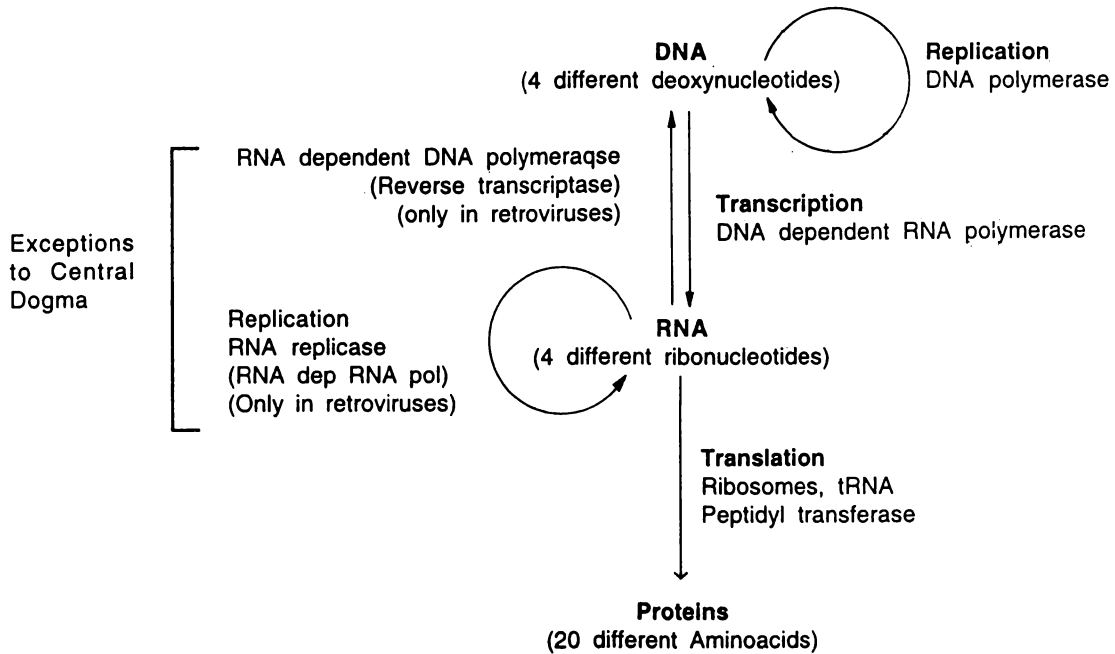 DNA
(4 different deoxynucleotides)
Replication
DNA polymerase
RNA dependent DNA polymeraqse
(Reverse transcriptase)
(only in retroviruses)
Transcription
DNA dependent RNA polymerase
Exceptions
to Central
Dogma
Replication
RNA replicase
(RNA dep RNA pol)
(Only in retroviruses)
RNA
(4 different ribonucleotides)
Translation
Ribosomes, tRNA
Peptidyl transferase
Proteins
(20 different Aminoacids)